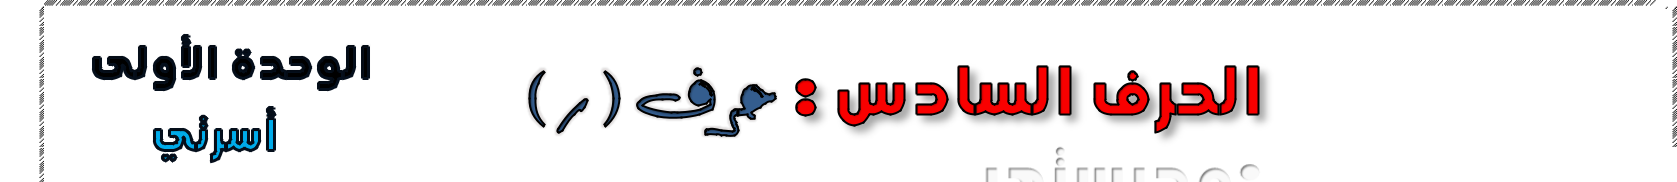 الحرف السادس : حرف ( ر )
الوحدة الأولى
أسرتي